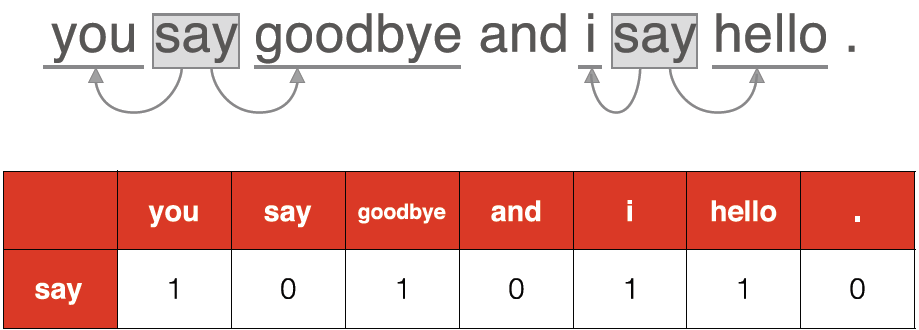 you say goodbye and i say hello .
you say goodbye and i hello .
say 1 0 1 0 1 1 0